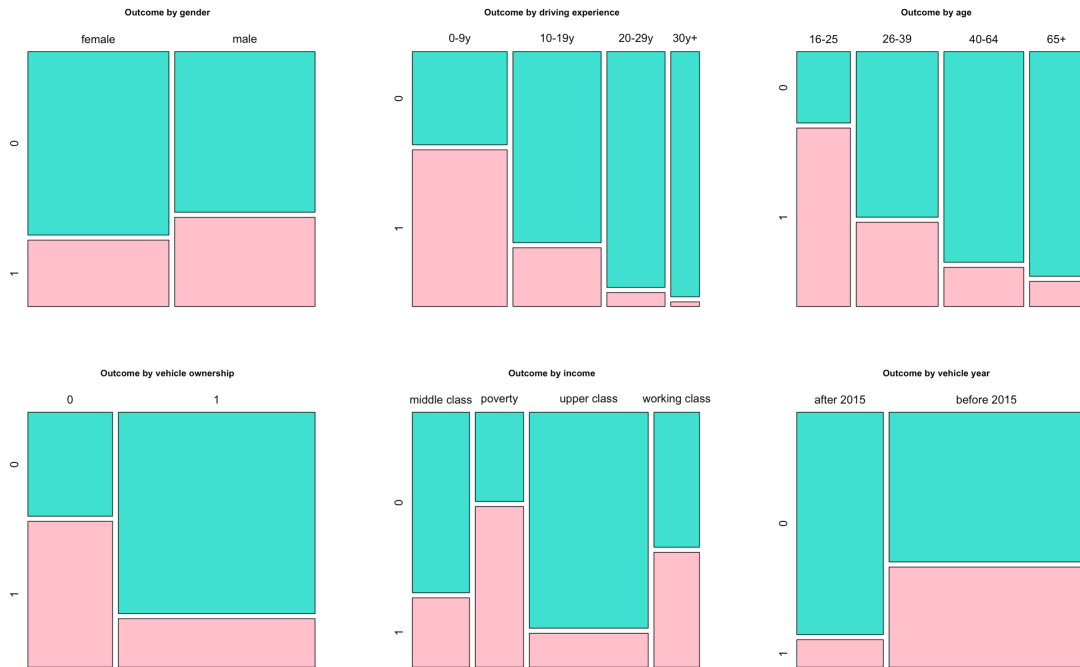 Outcome by gender
female male
0
1
Outcome by driving experience
0-9y 10-19y 20-29y 30y+
0
1
Outcome by age
16-25 26-39 40-64 65+
0
1
Outcome by vehicle ownership
0 1
0
1
Outcome by income
middle class poverty upper class working class
0
1
Outcome by vehicle year
after 2015 before 2015
0
1